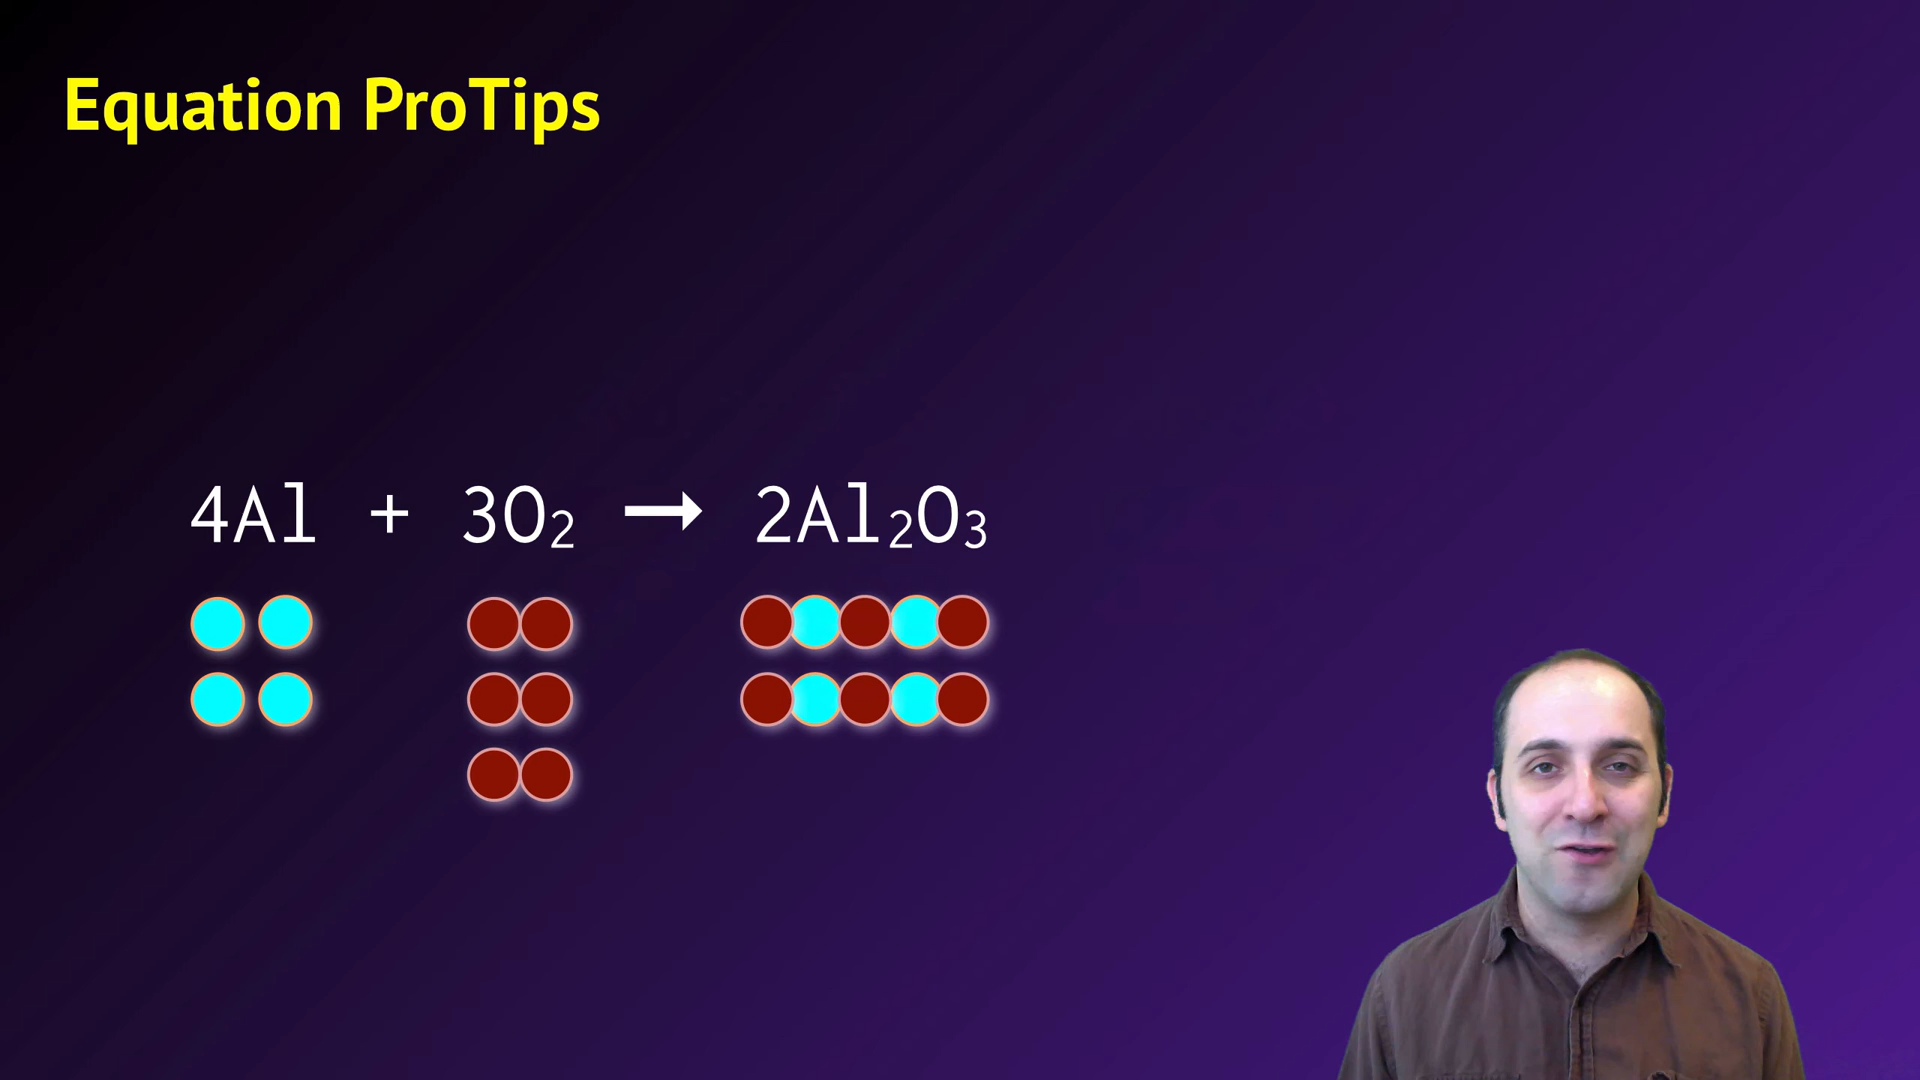 Equation ProTips
4Al + 3O₂ → 2Al₂O₃